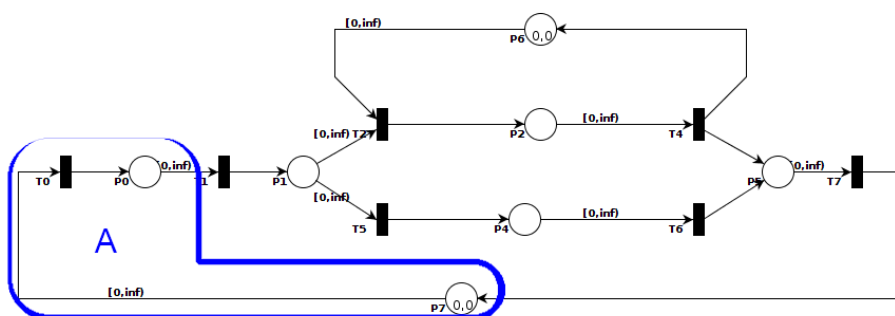 [0,inf)
P6
0,0
[0,inf)
T2
P2
[0,inf)
T4
T0
P0
[0,inf)
T1
P1
[0,inf)
T5
P4
[0,inf)
T6
P5
[0,inf)
T7
A
[0,inf)
P7
0,0